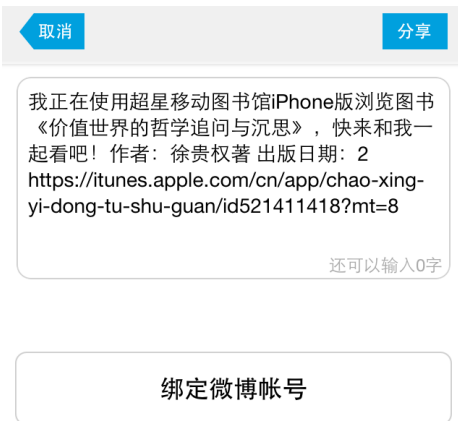 取消
分享
我正在使用超星移动图书馆iPhone版浏览图书
《价值世界的哲学追问与沉思》，快来和我一
起看吧！作者：徐贵权著 出版日期：2
https://itunes.apple.com/cn/app/chao-xing-
yi-dong-tu-shu-guan/id521411418?mt=8
还可以输入0字
绑定微博帐号